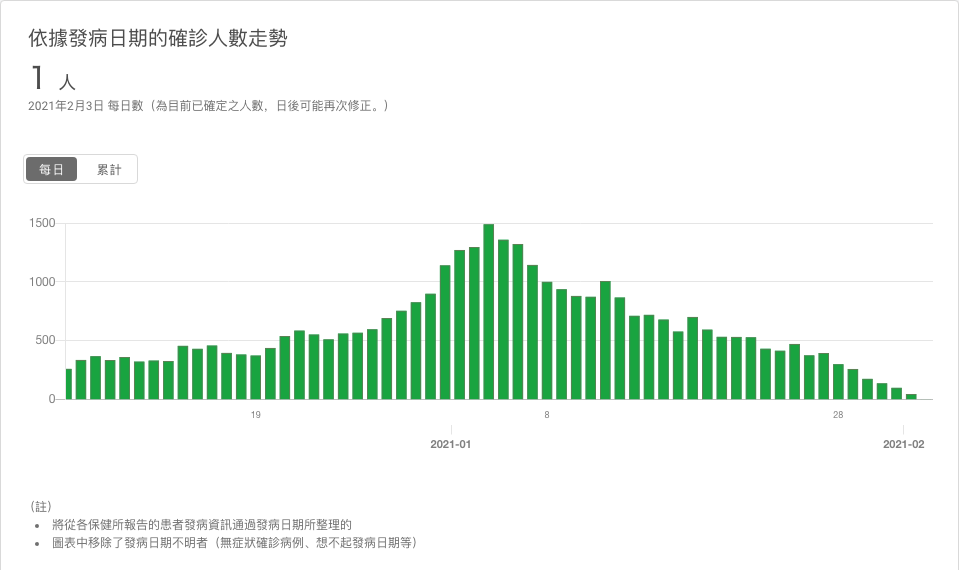 依據發病日期的確診人數走勢
1 人
2021年2月3日 每日數（為目前已確定之人數，日後可能再次修正。）
每日 累計
1500
1000
500
0
19 8 28
2021-01 2021-02
（註）
• 將從各保健所報告的患者發病資訊通過發病日期所整理的
• 圖表中移除了發病日期不明者（無症狀確診病例、想不起發病日期等）